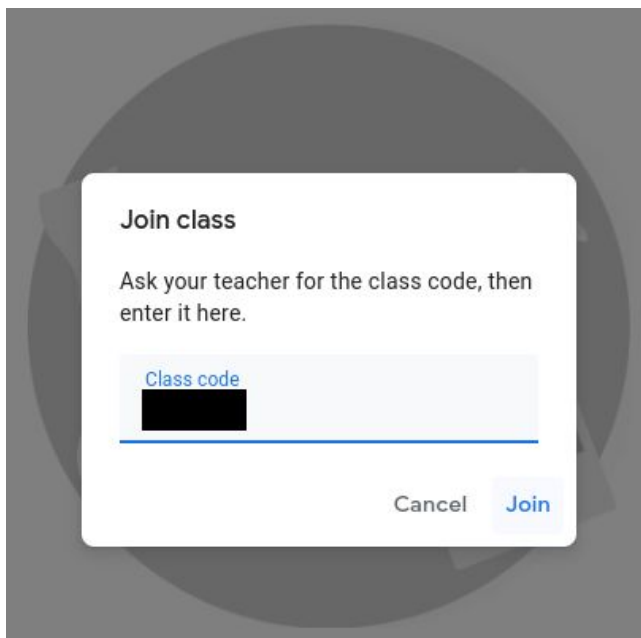 Join class
Ask your teacher for the class code, then
enter it here.
Class code
Cancel Join